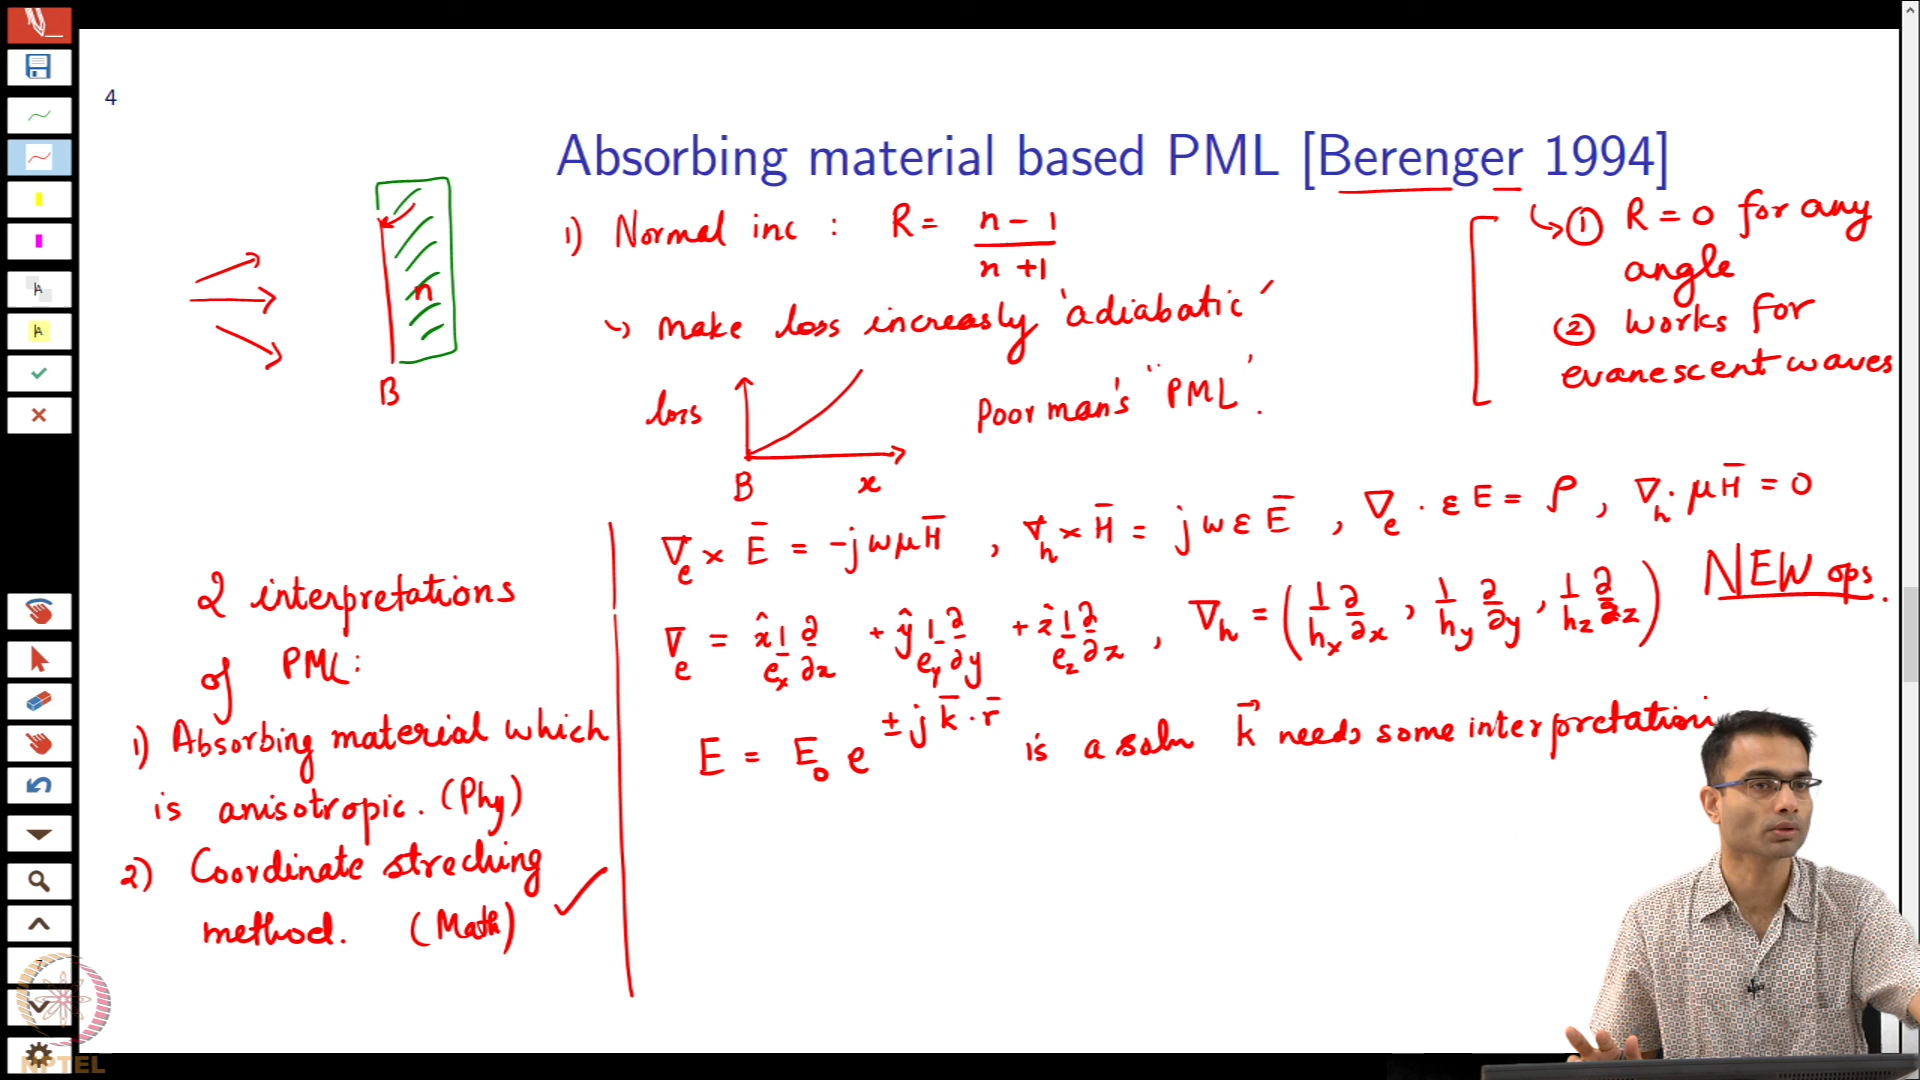 4
Absorbing material based PML [Berenger 1994]
1) Normal inc : R = n - 1 / n + 1
↳ make loss increasly 'adiabatic'
loss
B
x
Poor man's "PML".
↳ ① R = 0 for any
angle
② works for
evanescent waves
n
B
2 interpretations
of PML:
1) Absorbing material which
is anisotropic. (Phy)
2) Coordinate streching
method. (Math) ✓
∇e × E̅ = -jωμH̅ , ∇h × H̅ = jωε E̅ , ∇e · ε E = ρ , ∇h · μH̅ = 0
∇e = x̂ 1/ex ∂/∂x + ŷ 1/ey ∂/∂y + ẑ 1/ez ∂/∂z , ∇h = (1/hx ∂/∂x , 1/hy ∂/∂y , 1/hz ∂/∂z) NEW ops.
E = E0 e^{± j k̅ · r̅} is a soln k⃗ needs some interpretation
NPTEL